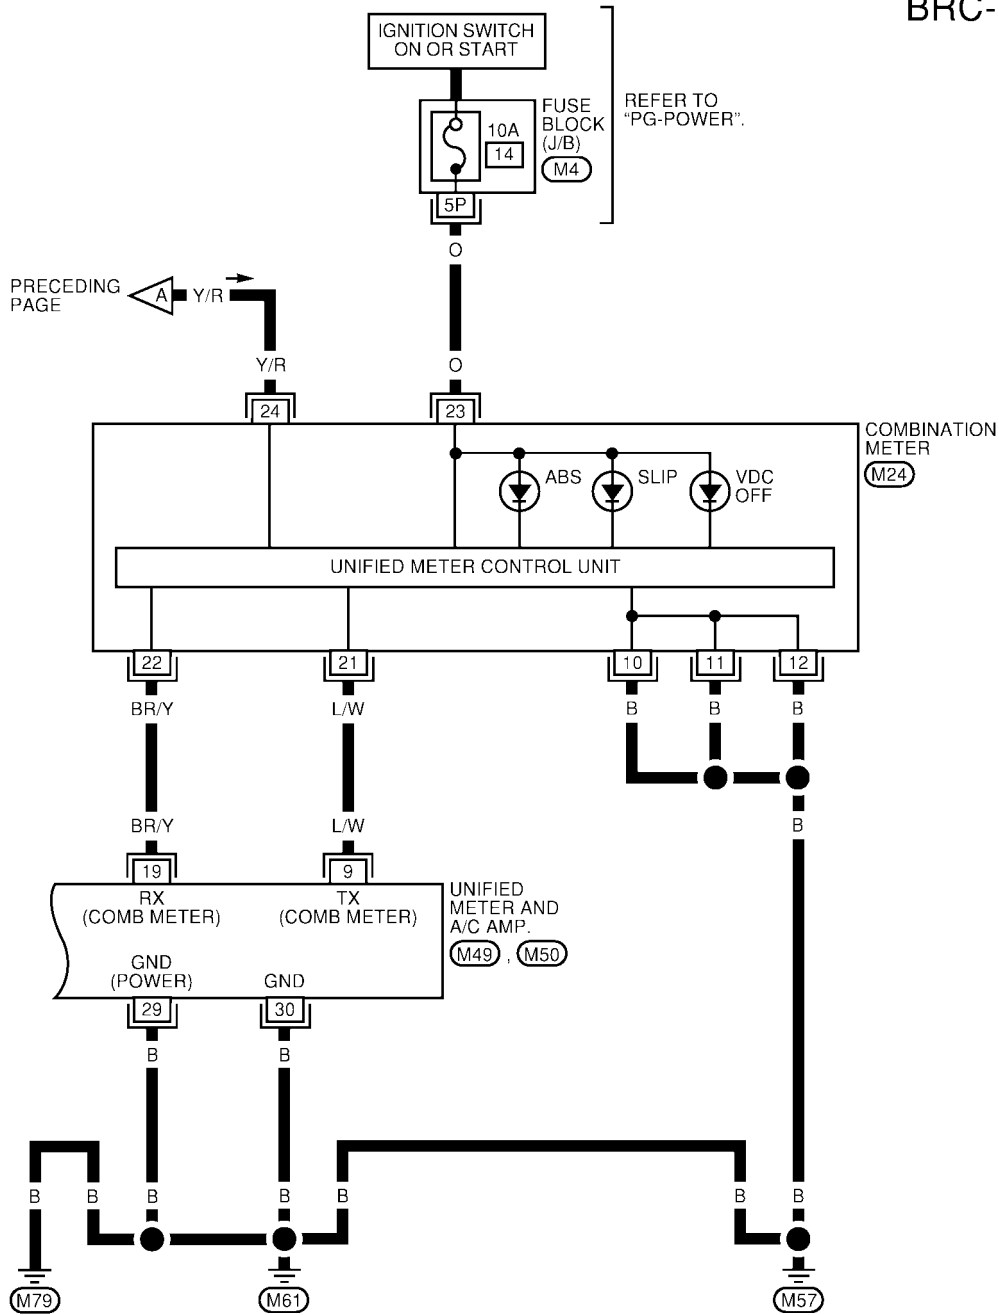 BRC-
IGNITION SWITCH
ON OR START
FUSE
BLOCK
(J/B)
M4
10A
14
5P
REFER TO
“PG-POWER”.
O
PRECEDING
PAGE
A
Y/R
Y/R
O
24
23
COMBINATION
METER
M24
ABS
SLIP
VDC
OFF
UNIFIED METER CONTROL UNIT
22
21
10
11
12
BR/Y
L/W
B
B
B
BR/Y
L/W
B
19
9
RX
(COMB METER)
TX
(COMB METER)
UNIFIED
METER AND
A/C AMP.
M49 , M50
GND
(POWER)
GND
29
30
B
B
B
B
B
B
B
B
B
M79
M61
M57